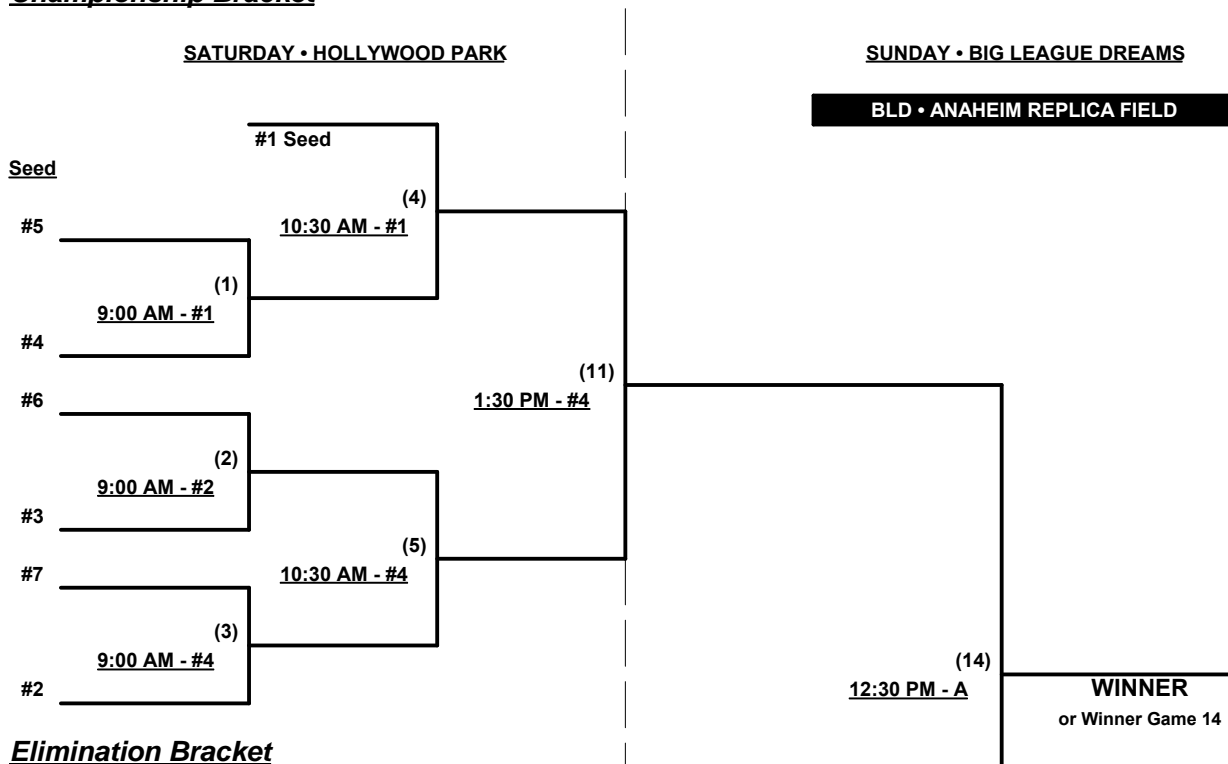 SATURDAY • HOLLYWOOD PARK
SUNDAY • BIG LEAGUE DREAMS
BLD • ANAHEIM REPLICA FIELD
#1 Seed
Seed
(4)
10:30 AM - #1
#5
(1)
9:00 AM - #1
#4
(11)
1:30 PM - #4
#6
(2)
9:00 AM - #2
#3
(5)
10:30 AM - #4
#7
(3)
9:00 AM - #4
#2
(14)
12:30 PM - A
WINNER
or Winner Game 14
Elimination Bracket